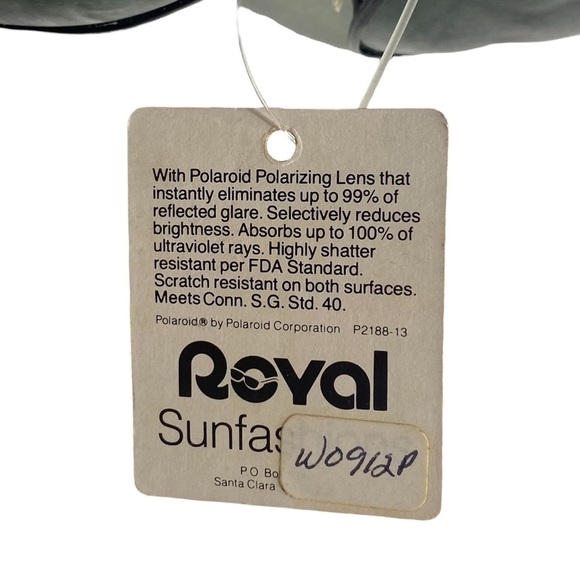 With Polaroid Polarizing Lens that
instantly eliminates up to 99% of
reflected glare. Selectively reduces
brightness. Absorbs up to 100% of
ultraviolet rays. Highly shatter
resistant per FDA Standard.
Scratch resistant on both surfaces.
Meets Conn. S.G. Std. 40.
Polaroid® by Polaroid Corporation P2188-13
Royal
W0912P
P.O.
Santa Clara